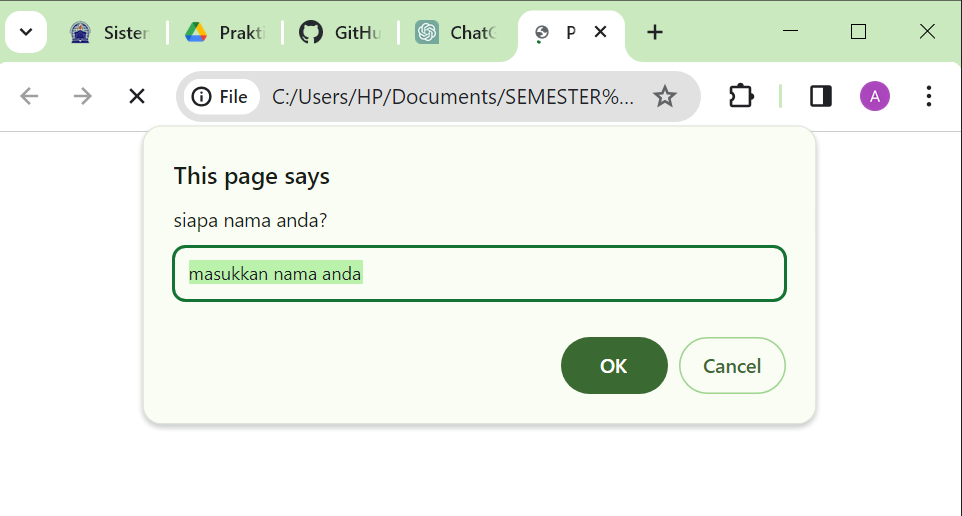 Sister Prakti GitHu ChatG P
File C:/Users/HP/Documents/SEMESTER%... A
This page says
siapa nama anda?
masukkan nama anda
OK Cancel